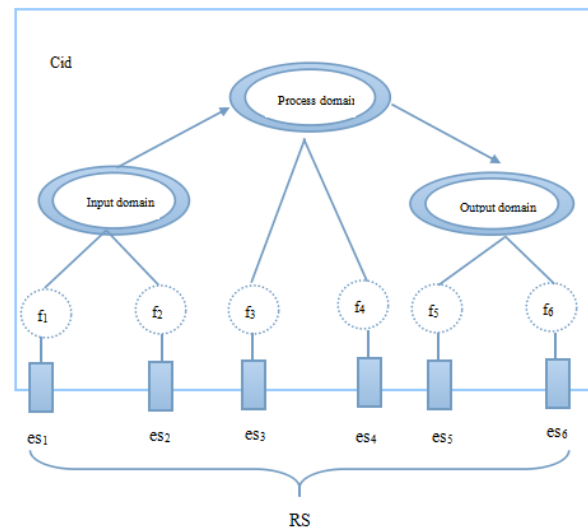 Cid
Process domain
Input domain
Output domain
f1
f2
f3
f4
f5
f6
es1
es2
es3
es4
es5
es6
RS